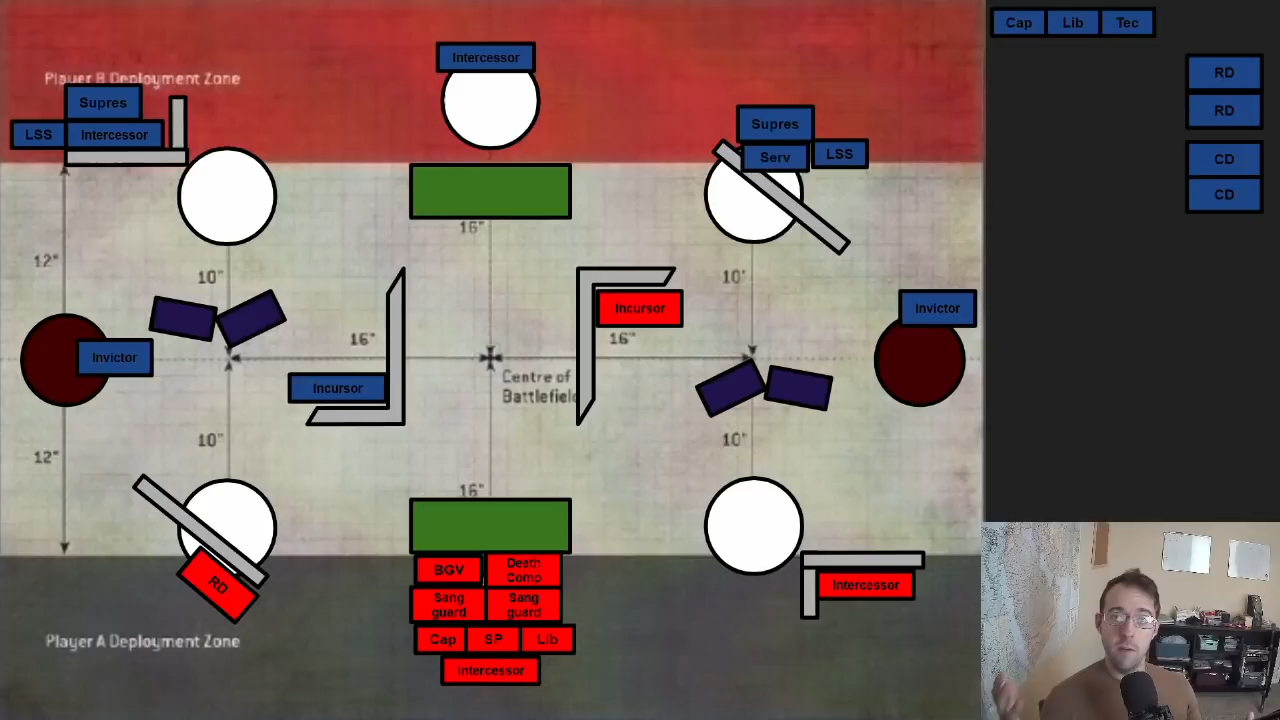 Cap Lib Tec
Intercessor
RD
Player B Deployment Zone
Supres
RD
Supres
LSS Intercessor
Serv LSS
CD
CD
16"
12"
10"
10"
Incursor
Invictor
16"
16"
Invictor
Centre of
Battlefield
Incursor
10"
10"
12"
16"
BGV
Death
Comp
RD
Intercessor
Sang
guard
Sang
guard
Player A Deployment Zone
Cap SP Lib
Intercessor